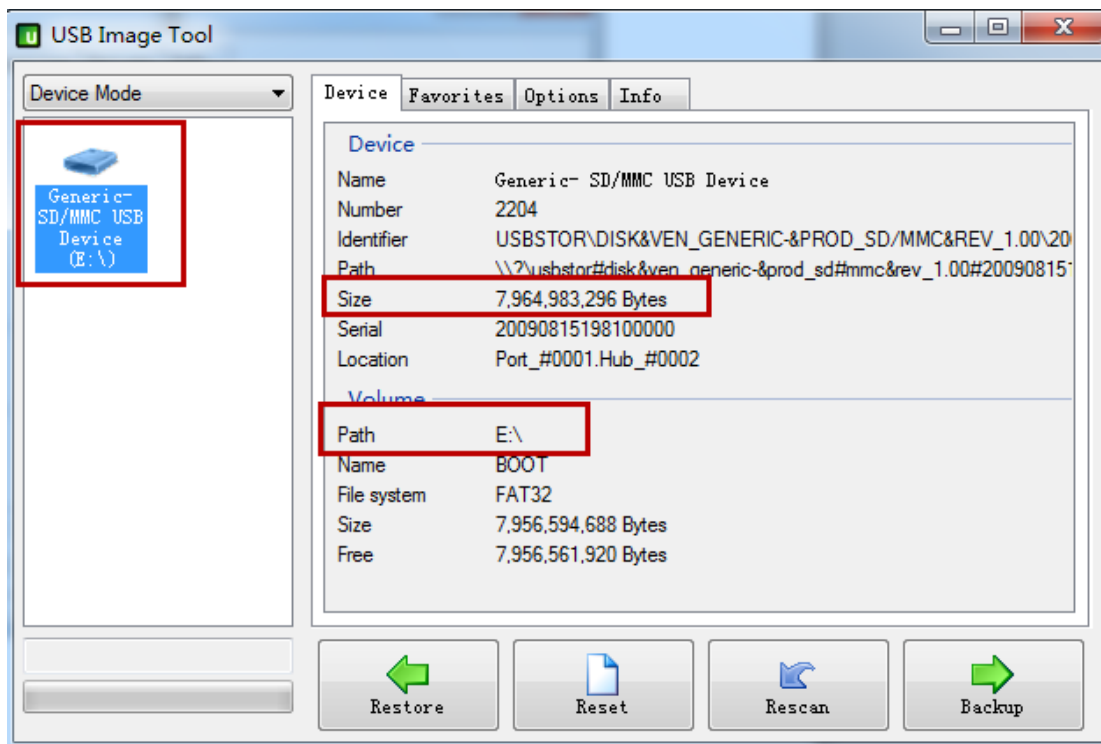 USB Image Tool
Device Mode
Generic-
SD/MMC USB
Device
(E:\)
Device Favorites Options Info
Device
Name Generic- SD/MMC USB Device
Number 2204
Identifier USBSTOR\DISK&VEN_GENERIC-&PROD_SD/MMC&REV_1.00\20
Path \\?\usbstor#disk&ven_generic-&prod_sd#mmc&rev_1.00#20090815
Size 7,964,983,296 Bytes
Serial 20090815198100000
Location Port_#0001.Hub_#0002
Volume
Path E:\
Name BOOT
File system FAT32
Size 7,956,594,688 Bytes
Free 7,956,561,920 Bytes
Restore Reset Rescan Backup